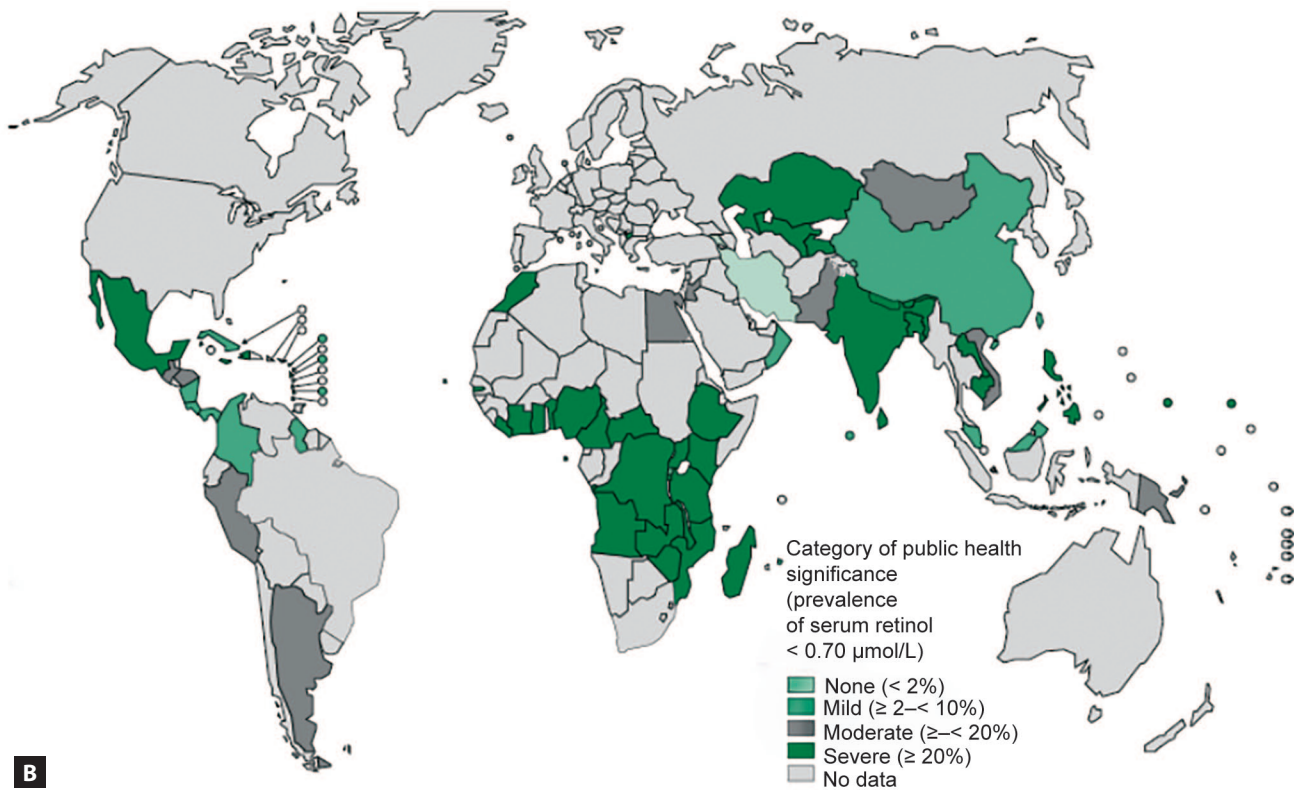 Category of public health
significance
(prevalence
of serum retinol
< 0.70 µmol/L)
None (< 2%)
Mild (≥ 2–< 10%)
Moderate (≥–< 20%)
Severe (≥ 20%)
No data
B